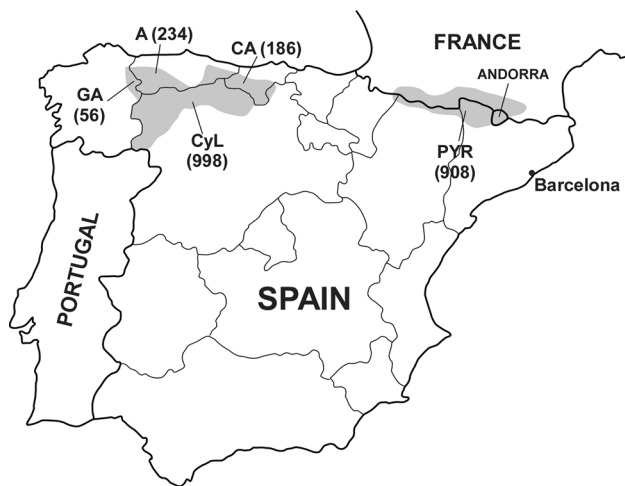 A (234)
CA (186)
FRANCE
GA
(56)
ANDORRA
CyL
(998)
PYR
(908)
Barcelona
PORTUGAL
SPAIN